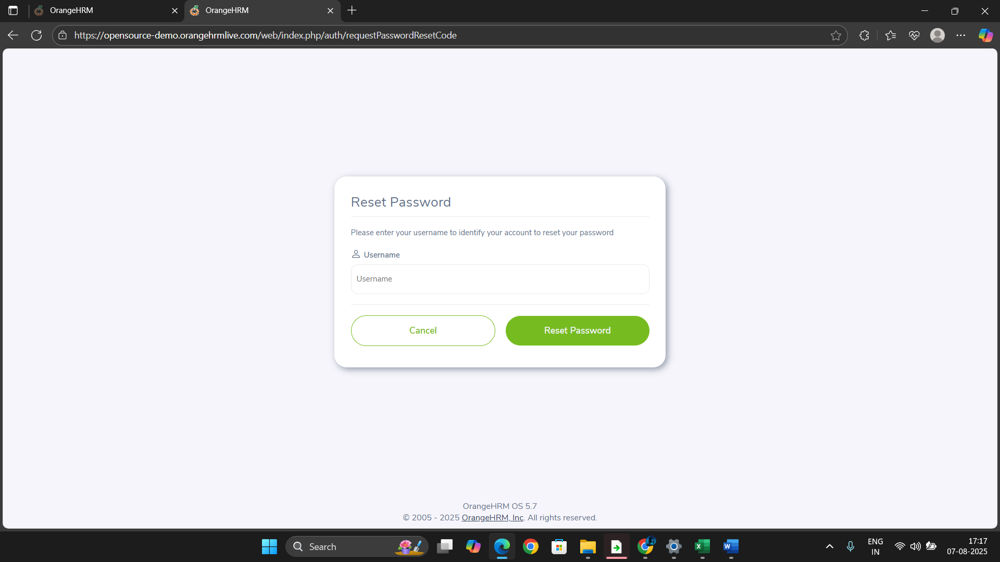 OrangeHRM
OrangeHRM
https://opensource-demo.orangehrmlive.com/web/index.php/auth/requestPasswordResetCode
Reset Password
Please enter your username to identify your account to reset your password
Username
Username
Cancel
Reset Password
OrangeHRM OS 5.7
© 2005 - 2025 OrangeHRM, Inc. All rights reserved.
Search
ENG
IN
17:17
07-08-2025